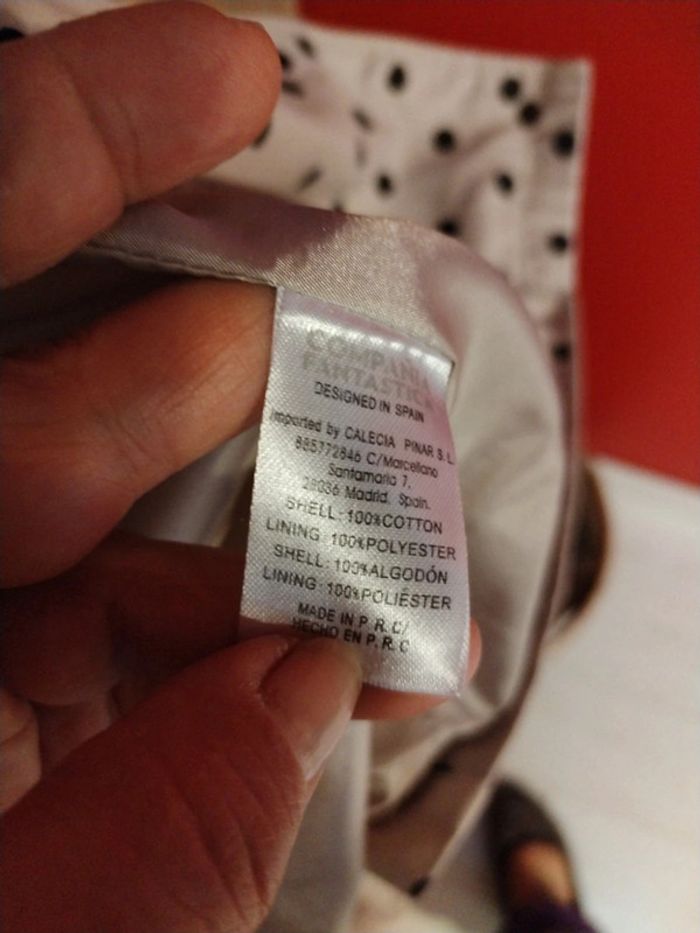 COMPAÑIA
FANTASTICA
DESIGNED IN SPAIN
Imported by CALECIA PINAR S.L.
B85772846 C/Marcellano
Santamaria 7,
28036 Madrid. Spain.
SHELL: 100%COTTON
LINING: 100%POLYESTER
SHELL: 100%ALGODÓN
LINING: 100%POLIÉSTER
MADE IN P.R.C/
HECHO EN P.R.C